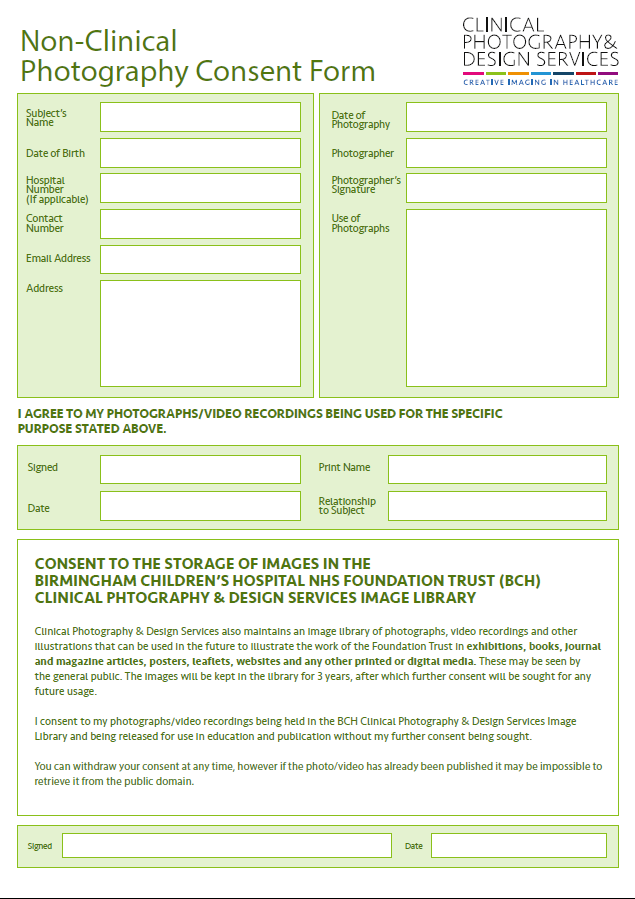 Non-Clinical
Photography Consent Form
CLINICAL
PHOTOGRAPHY&
DESIGN SERVICES
CREATIVE IMAGING IN HEALTHCARE
Subject's
Name
Date of Birth
Hospital
Number
(If applicable)
Contact
Number
Email Address
Address
Date of
Photography
Photographer
Photographer's
Signature
Use of
Photographs
I AGREE TO MY PHOTOGRAPHS/VIDEO RECORDINGS BEING USED FOR THE SPECIFIC
PURPOSE STATED ABOVE.
Signed
Print Name
Date
Relationship
to Subject
CONSENT TO THE STORAGE OF IMAGES IN THE
BIRMINGHAM CHILDREN'S HOSPITAL NHS FOUNDATION TRUST (BCH)
CLINICAL PHTOGRAPHY & DESIGN SERVICES IMAGE LIBRARY
Clinical Photography & Design Services also maintains an image library of photographs, video recordings and other
illustrations that can be used in the future to illustrate the work of the Foundation Trust in exhibitions, books, journal
and magazine articles, posters, leaflets, websites and any other printed or digital media. These may be seen by
the general public. The images will be kept in the library for 3 years, after which further consent will be sought for any
future usage.
I consent to my photographs/video recordings being held in the BCH Clinical Photography & Design Services Image
Library and being released for use in education and publication without my further consent being sought.
You can withdraw your consent at any time, however if the photo/video has already been published it may be impossible to
retrieve it from the public domain.
Signed
Date